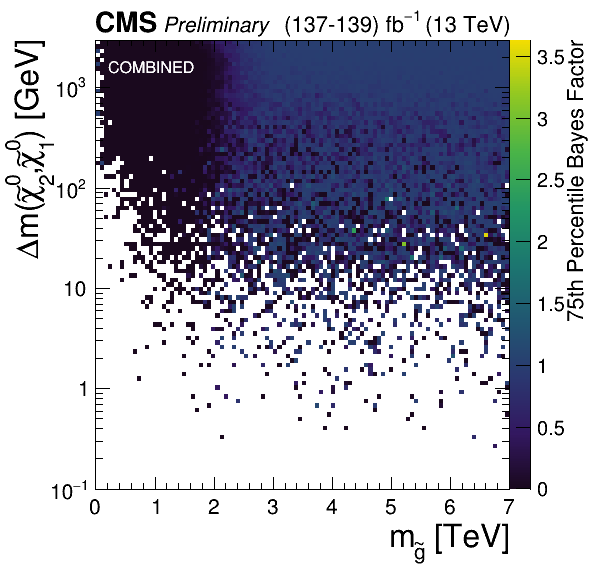 CMS Preliminary (137-139) fb⁻¹ (13 TeV)
COMBINED
Δm(χ̃⁰₂,χ̃⁰₁) [GeV]
10³
10²
10
1
10⁻¹
0 1 2 3 4 5 6 7
m_g̃ [TeV]
3.5
3
2.5
2
1.5
1
0.5
0
75th Percentile Bayes Factor